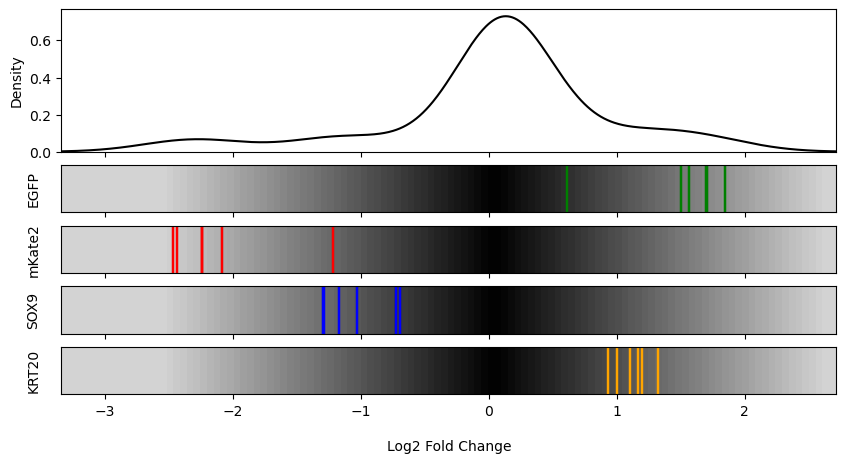 Density
0.6
0.4
0.2
0.0
EGFP
mKate2
SOX9
KRT20
−3 −2 −1 0 1 2
Log2 Fold Change